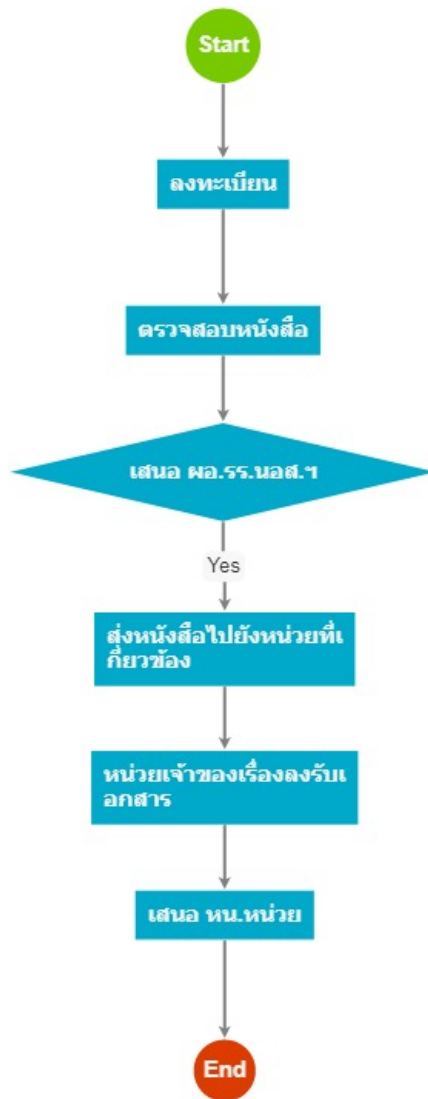 Start
ลงทะเบียน
ตรวจสอบหนังสือ
เสนอ ผอ.รร.นอส.ฯ
Yes
ส่งหนังสือไปยังหน่วยที่เ
กี่ยวข้อง
หน่วยเจ้าของเรื่องลงรับเ
อกสาร
เสนอ หน.หน่วย
End